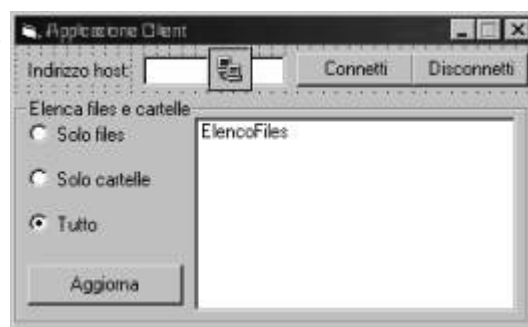 Applicazione Client
Indirizzo host: Connetti Disconnetti
Elenca files e cartelle
Solo files
ElencoFiles
Solo cartelle
Tutto
Aggiorna